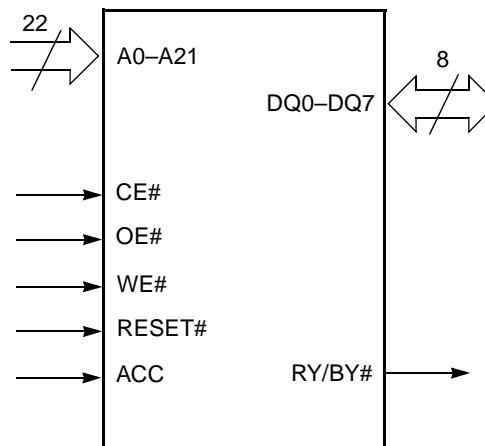 22
A0–A21
8
DQ0–DQ7
CE#
OE#
WE#
RESET#
ACC
RY/BY#